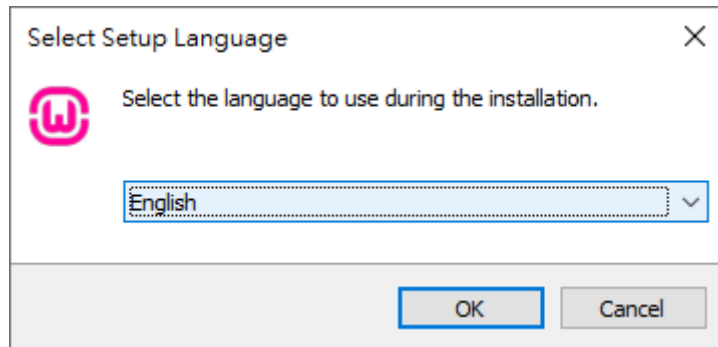 Select Setup Language
Select the language to use during the installation.
English
OK
Cancel